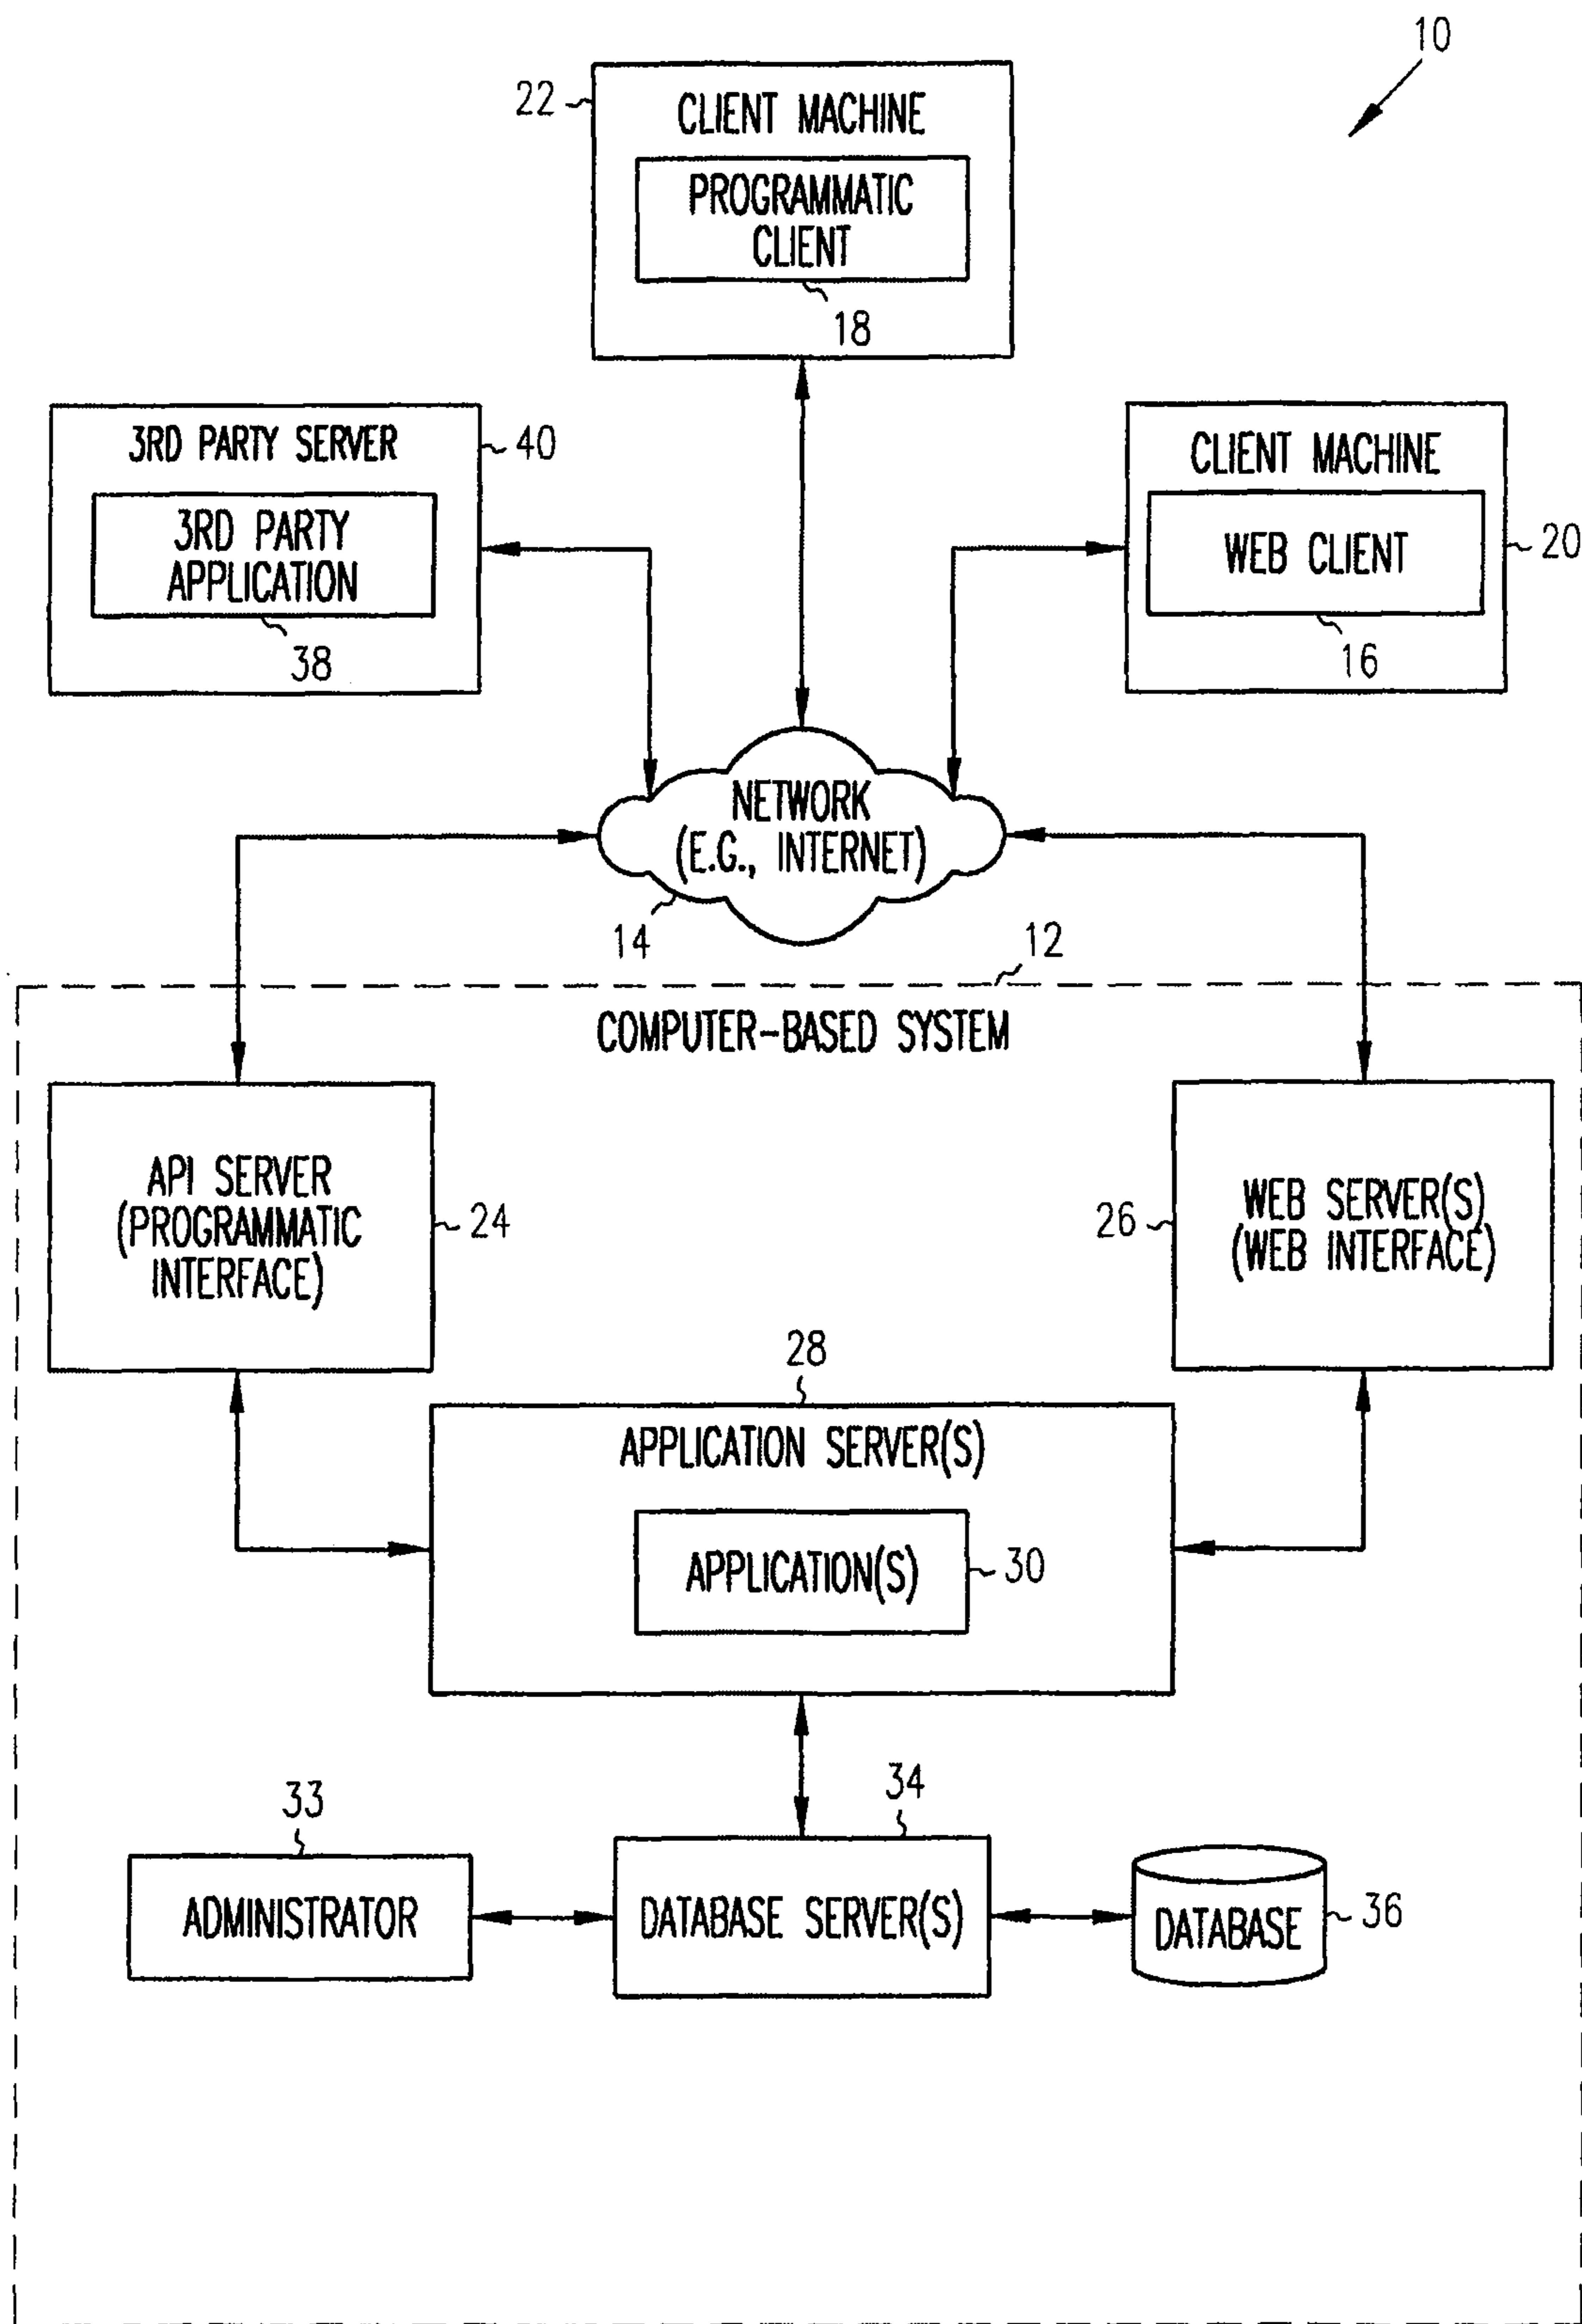 10
22
CLIENT MACHINE
PROGRAMMATIC
CLIENT
18
3RD PARTY SERVER
40
3RD PARTY
APPLICATION
38
CLIENT MACHINE
WEB CLIENT
20
16
NETWORK
(E.G., INTERNET)
14
12
COMPUTER-BASED SYSTEM
API SERVER
(PROGRAMMATIC
INTERFACE)
24
26
WEB SERVER(S)
(WEB INTERFACE)
28
APPLICATION SERVER(S)
APPLICATION(S)
30
33
ADMINISTRATOR
34
DATABASE SERVER(S)
DATABASE
36